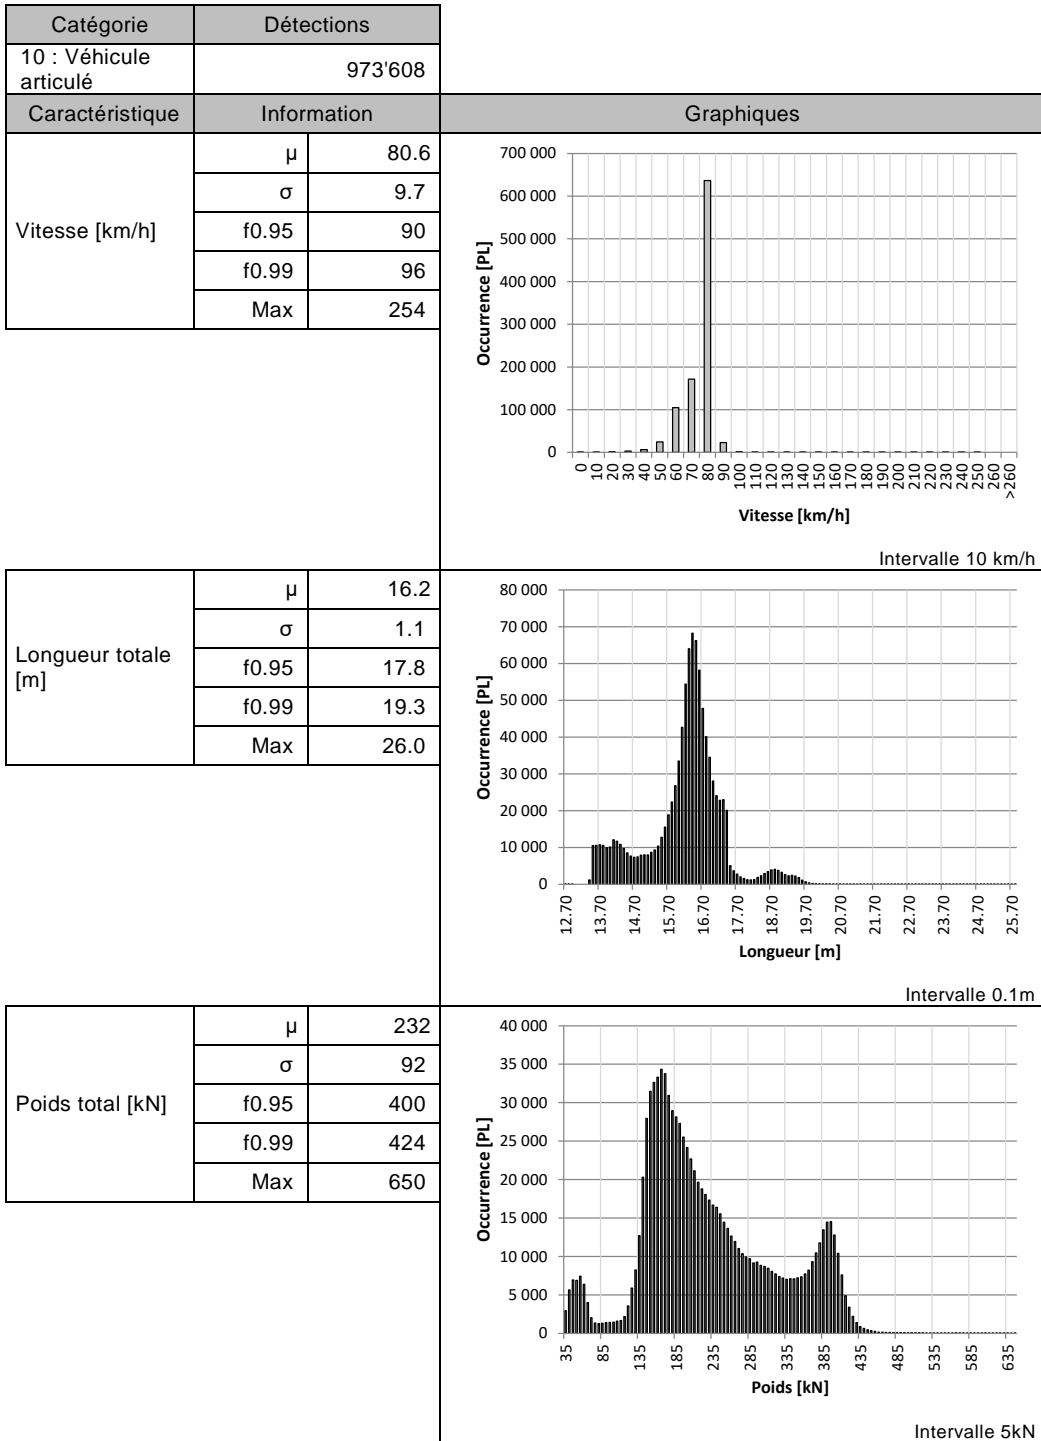 Catégorie Détections
10 : Véhicule
articulé
973'608
Caractéristique Information Graphiques
Vitesse [km/h]
μ 80.6
σ 9.7
f0.95 90
f0.99 96
Max 254
700 000
600 000
500 000
400 000
300 000
200 000
100 000
0
Occurrence [PL]
0 10 20 30 40 50 60 70 80 90 100 110 120 130 140 150 160 170 180 190 200 210 220 230 240 250 260 >260
Vitesse [km/h]
Intervalle 10 km/h
Longueur totale
[m]
μ 16.2
σ 1.1
f0.95 17.8
f0.99 19.3
Max 26.0
80 000
70 000
60 000
50 000
40 000
30 000
20 000
10 000
0
Occurrence [PL]
12.70 13.70 14.70 15.70 16.70 17.70 18.70 19.70 20.70 21.70 22.70 23.70 24.70 25.70
Longueur [m]
Intervalle 0.1m
Poids total [kN]
μ 232
σ 92
f0.95 400
f0.99 424
Max 650
40 000
35 000
30 000
25 000
20 000
15 000
10 000
5 000
0
Occurrence [PL]
35 85 135 185 235 285 335 385 435 485 535 585 635
Poids [kN]
Intervalle 5kN